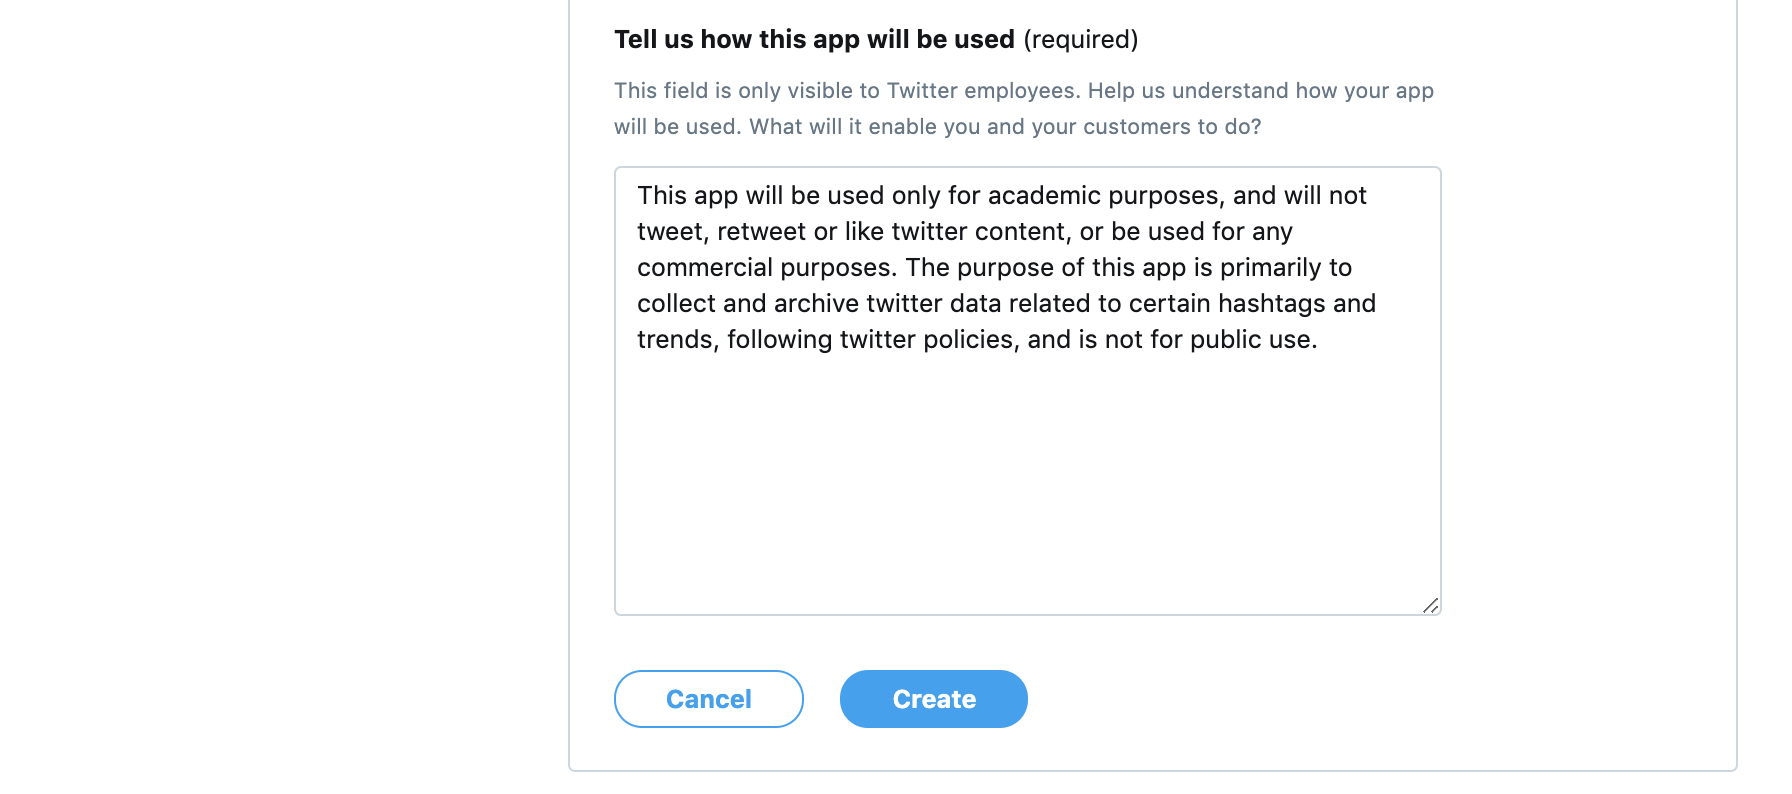 Tell us how this app will be used (required)
This field is only visible to Twitter employees. Help us understand how your app
will be used. What will it enable you and your customers to do?
This app will be used only for academic purposes, and will not
tweet, retweet or like twitter content, or be used for any
commercial purposes. The purpose of this app is primarily to
collect and archive twitter data related to certain hashtags and
trends, following twitter policies, and is not for public use.
Cancel
Create